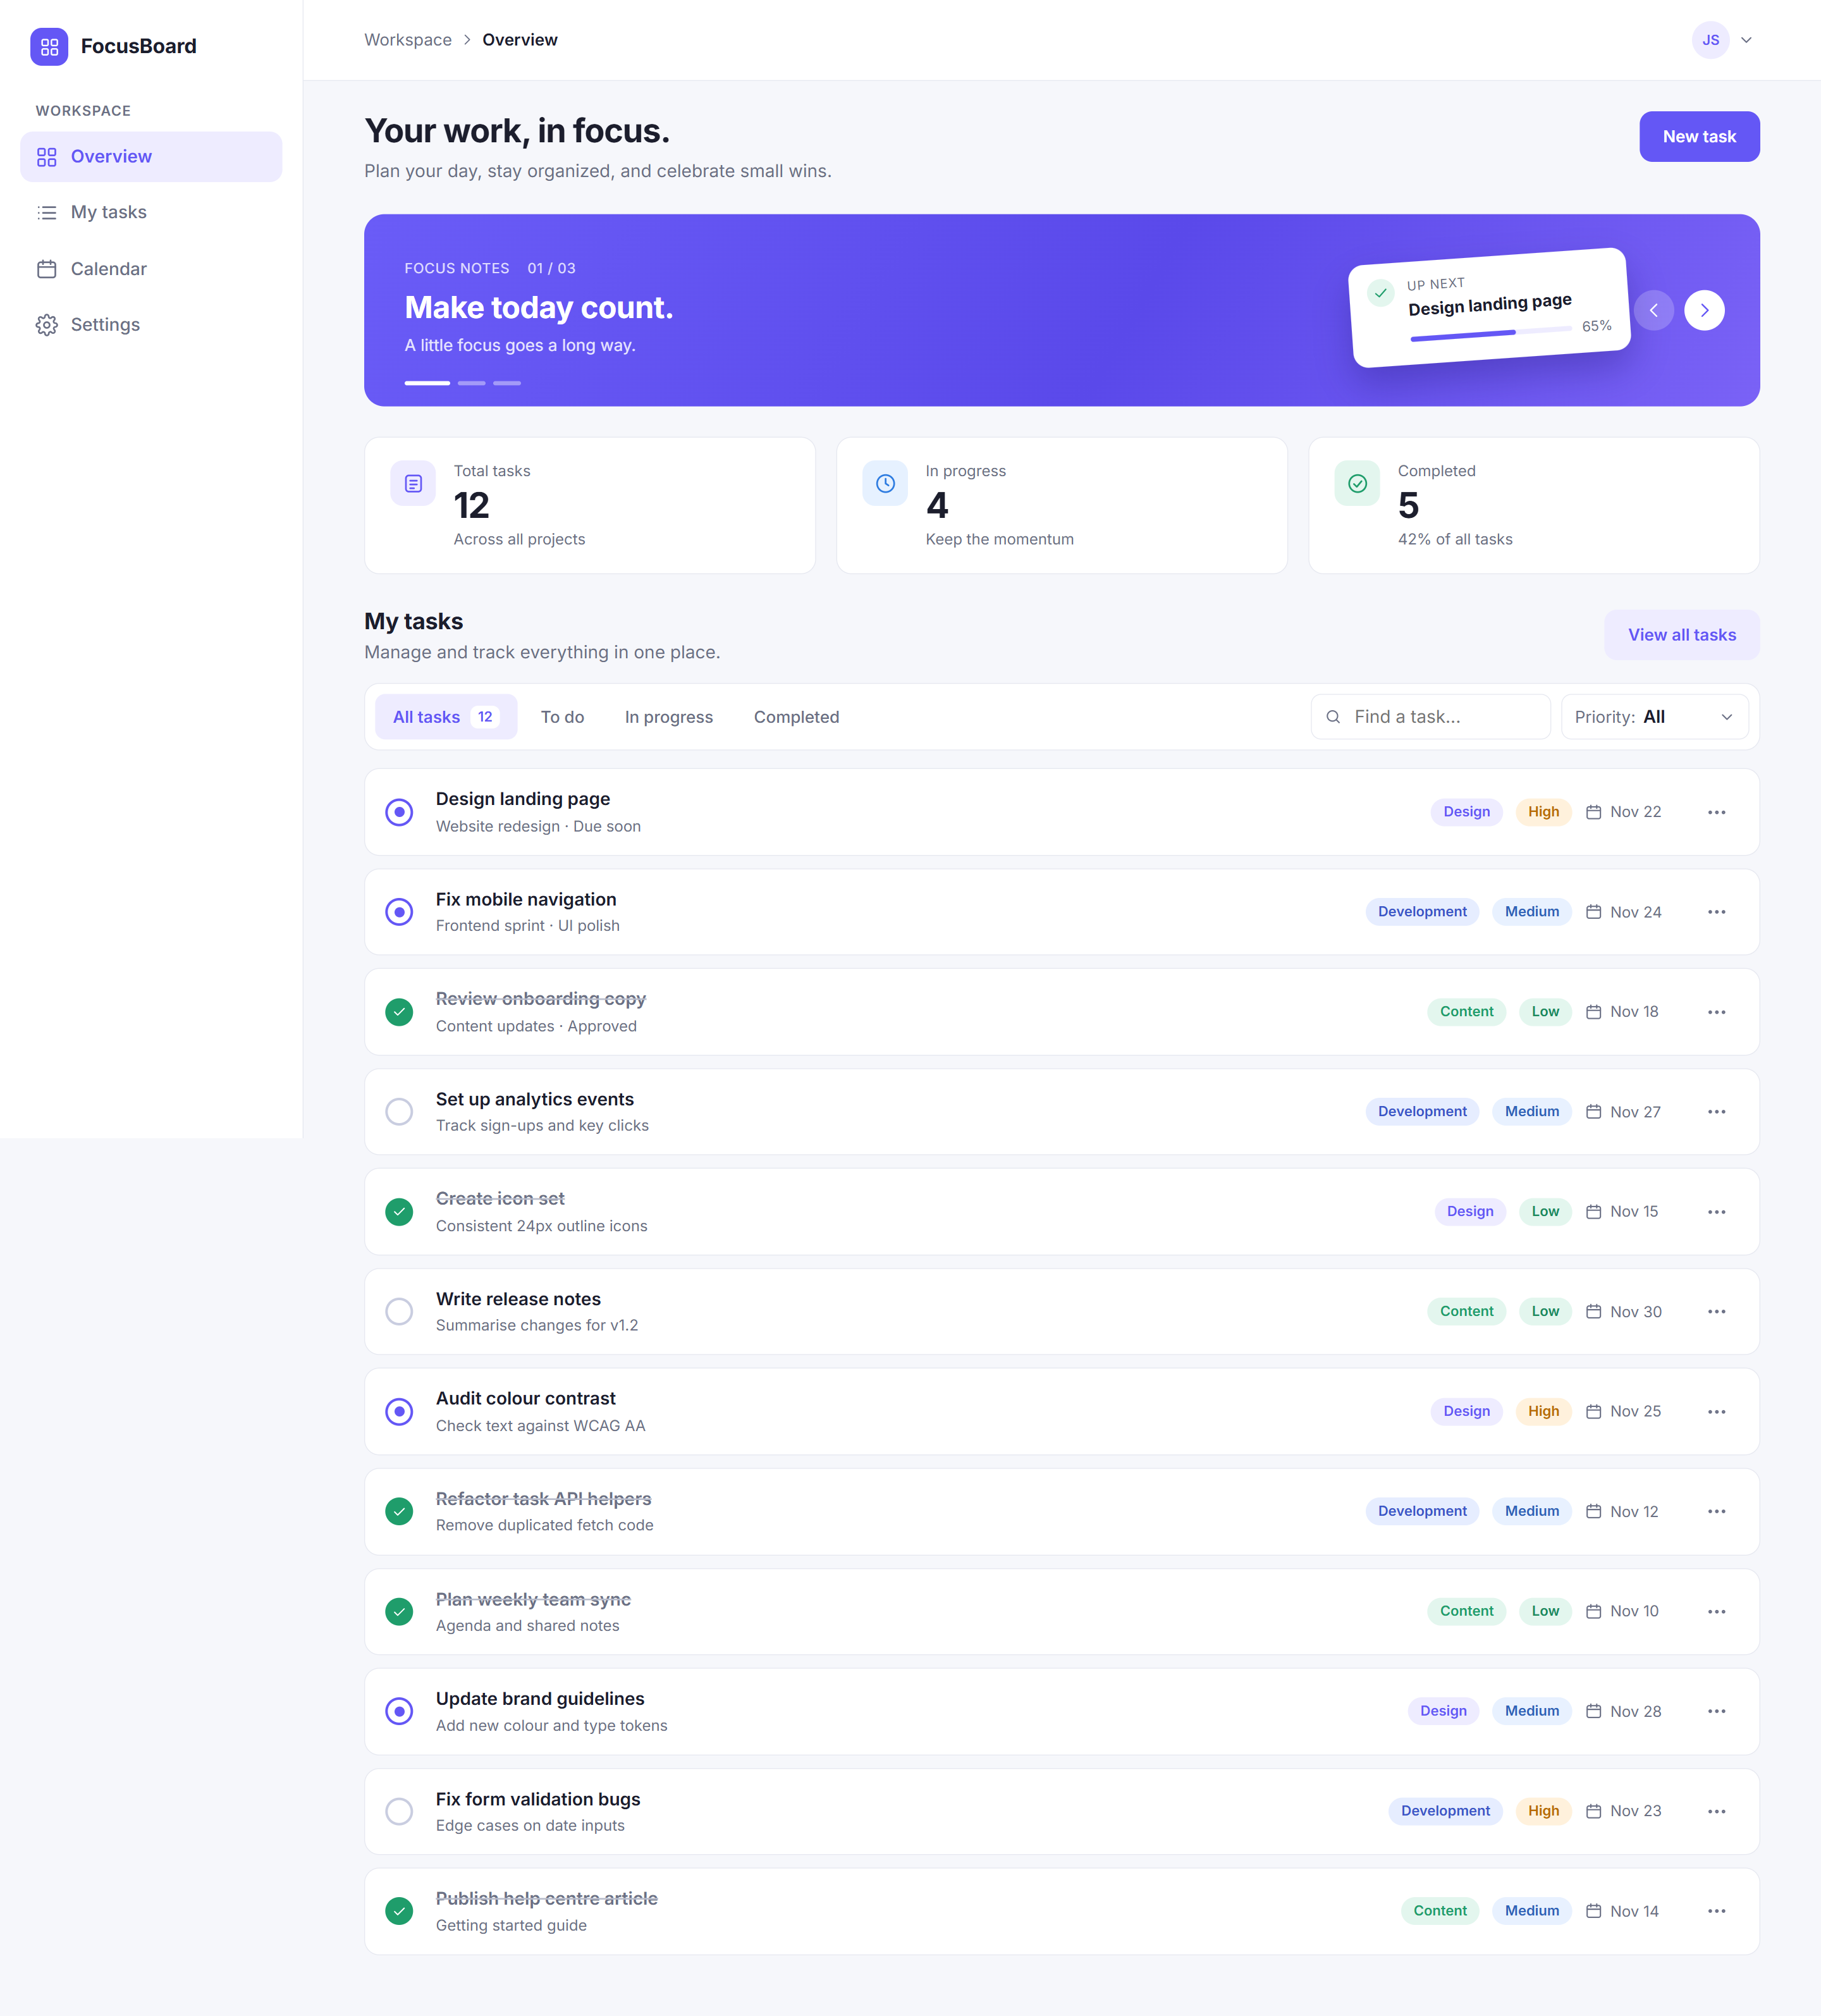 FocusBoard
WORKSPACE
Overview
My tasks
Calendar
Settings
Workspace > Overview
JS
Your work, in focus.
Plan your day, stay organized, and celebrate small wins.
New task
FOCUS NOTES 01 / 03
Make today count.
A little focus goes a long way.
UP NEXT
Design landing page
65%
Total tasks
12
Across all projects
In progress
4
Keep the momentum
Completed
5
42% of all tasks
My tasks
Manage and track everything in one place.
View all tasks
All tasks 12 To do In progress Completed
Find a task...
Priority: All
Design landing page
Website redesign · Due soon
Design High Nov 22
Fix mobile navigation
Frontend sprint · UI polish
Development Medium Nov 24
Review onboarding copy
Content updates · Approved
Content Low Nov 18
Set up analytics events
Track sign-ups and key clicks
Development Medium Nov 27
Create icon set
Consistent 24px outline icons
Design Low Nov 15
Write release notes
Summarise changes for v1.2
Content Low Nov 30
Audit colour contrast
Check text against WCAG AA
Design High Nov 25
Refactor task API helpers
Remove duplicated fetch code
Development Medium Nov 12
Plan weekly team sync
Agenda and shared notes
Content Low Nov 10
Update brand guidelines
Add new colour and type tokens
Design Medium Nov 28
Fix form validation bugs
Edge cases on date inputs
Development High Nov 23
Publish help centre article
Getting started guide
Content Medium Nov 14